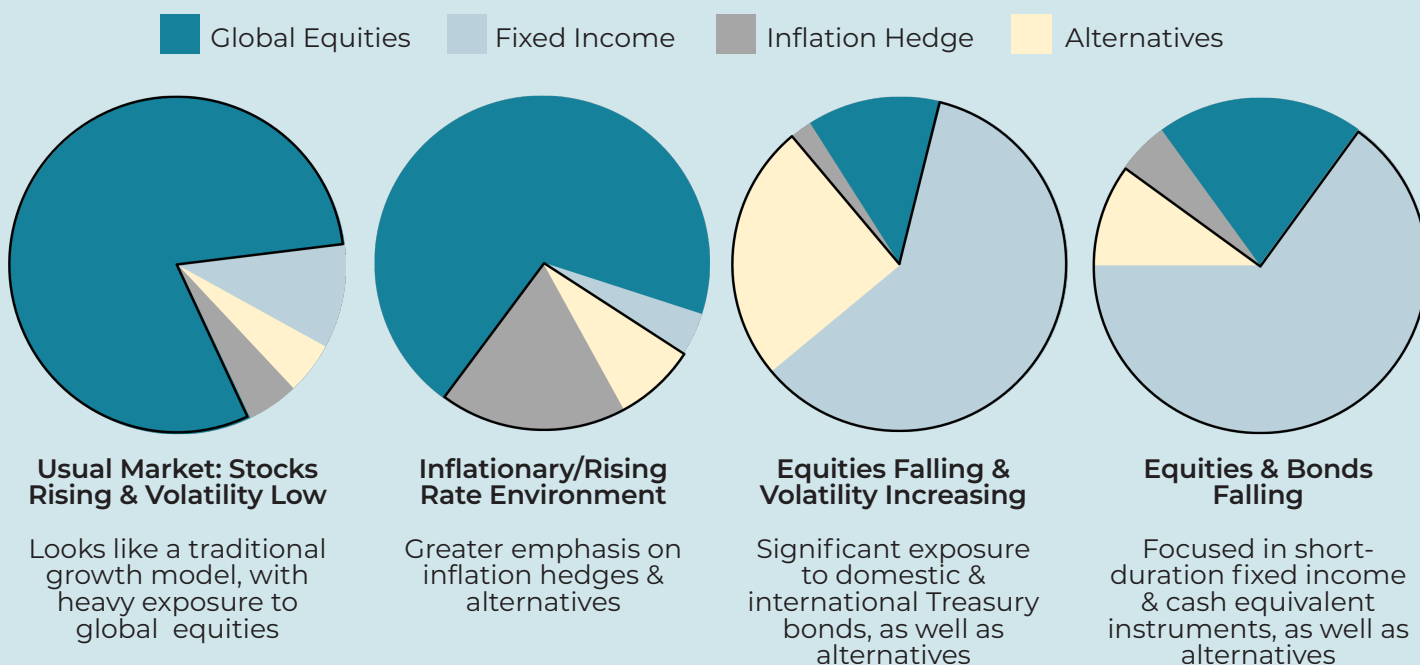 Global Equities
Fixed Income
Inflation Hedge
Alternatives
Usual Market: Stocks
Rising & Volatility Low
Looks like a traditional
growth model, with
heavy exposure to
global equities
Inflationary/Rising
Rate Environment
Greater emphasis on
inflation hedges &
alternatives
Equities Falling &
Volatility Increasing
Significant exposure
to domestic &
international Treasury
bonds, as well as
alternatives
Equities & Bonds
Falling
Focused in short-
duration fixed income
& cash equivalent
instruments, as well as
alternatives